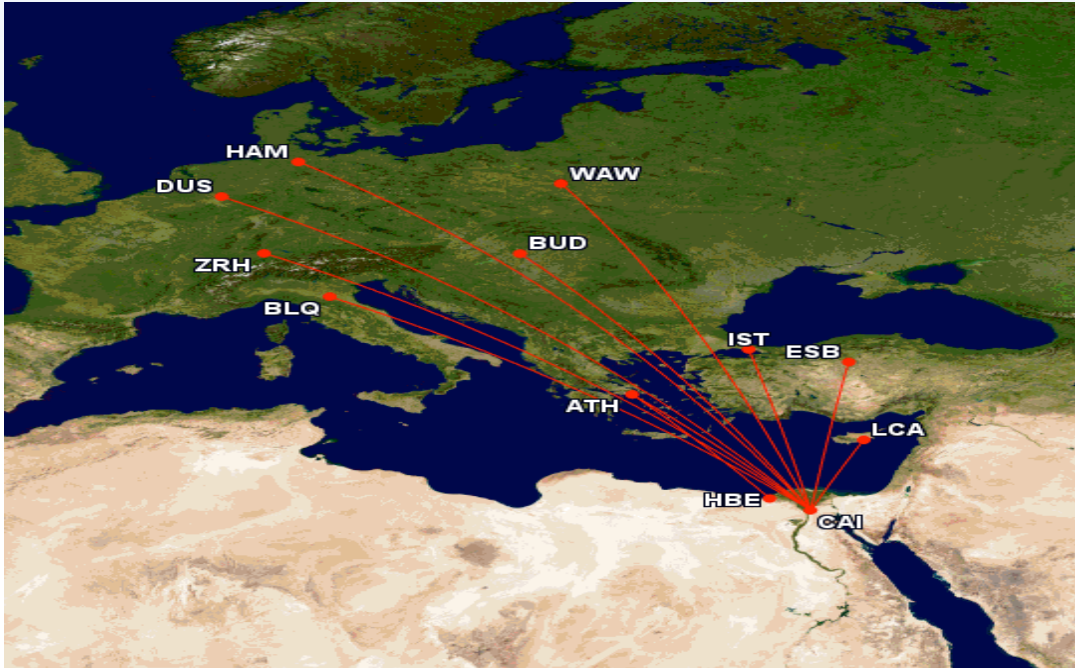 HAM
WAW
DUS
BUD
ZRH
BLQ
IST
ESB
ATH
LCA
HBE
CAI